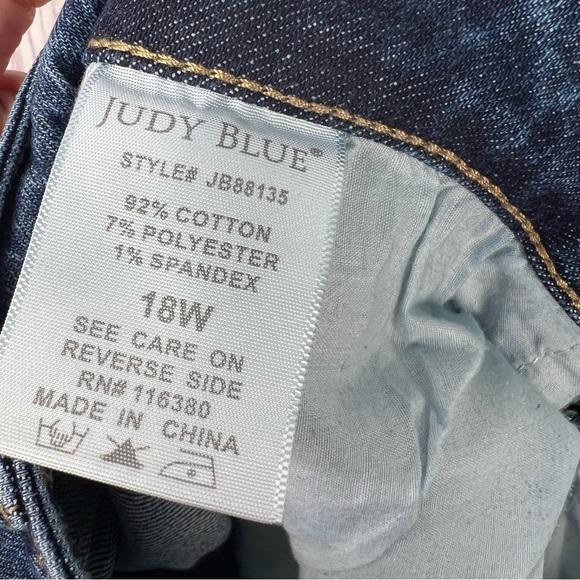 JUDY BLUE®
STYLE# JB88135
92% COTTON
7% POLYESTER
1% SPANDEX
18W
SEE CARE ON
REVERSE SIDE
RN# 116380
MADE IN CHINA